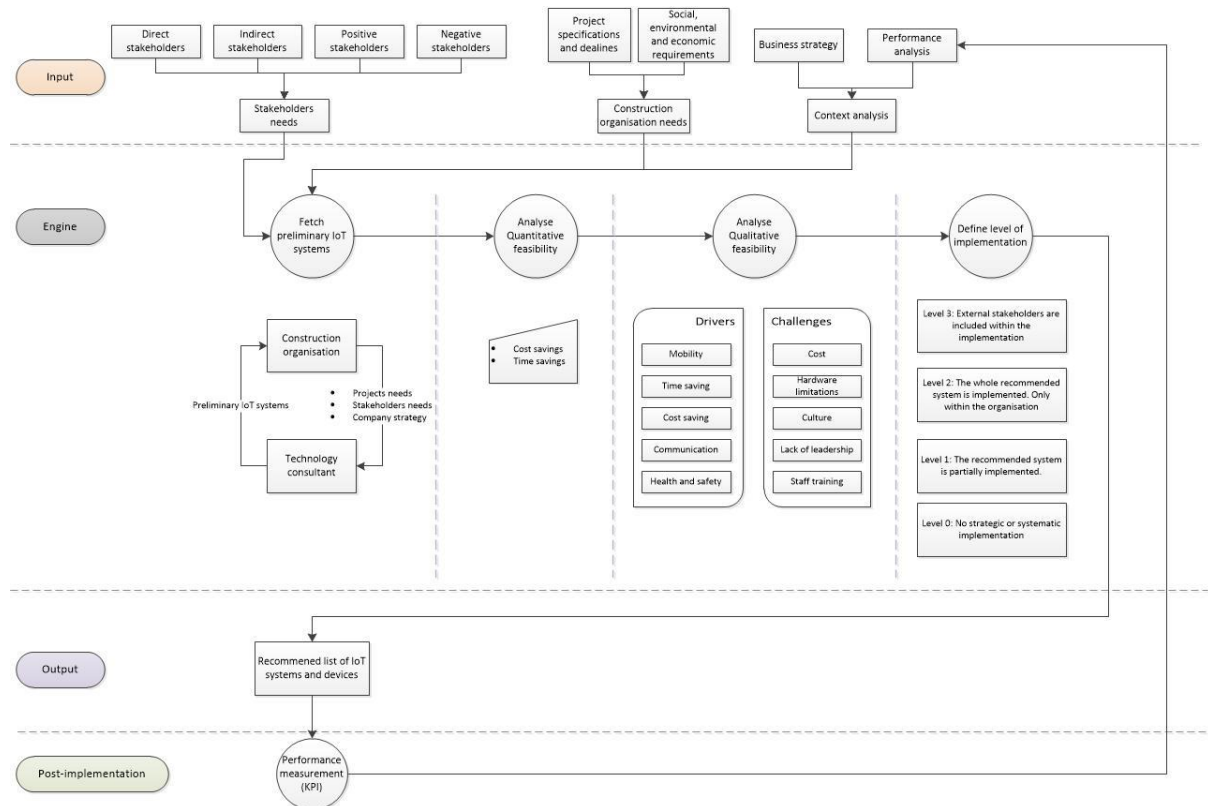 Direct
stakeholders
Indirect
stakeholders
Positive
stakeholders
Negative
stakeholders
Project
specifications
and dealines
Social,
environmental
and economic
requirements
Business strategy
Performance
analysis
Input
Stakeholders
needs
Construction
organisation needs
Context analysis
Engine
Fetch
preliminary IoT
systems
Analyse
Quantitative
feasibility
Analyse
Qualitative
feasibility
Define level of
implementation
Construction
organisation
Preliminary IoT systems
• Projects needs
• Stakeholders needs
• Company strategy
Technology
consultant
• Cost savings
• Time savings
Drivers
Mobility
Time saving
Cost saving
Communication
Health and safety
Challenges
Cost
Hardware
limitations
Culture
Lack of leadership
Staff training
Level 3: External stakeholders are
included within the
implementation
Level 2: The whole recommended
system is implemented. Only
within the organisation
Level 1: The recommended system
is partially implemented.
Level 0: No strategic or systematic
implementation
Output
Recommened list of IoT
systems and devices
Post-implementation
Performance
measurement
(KPI)